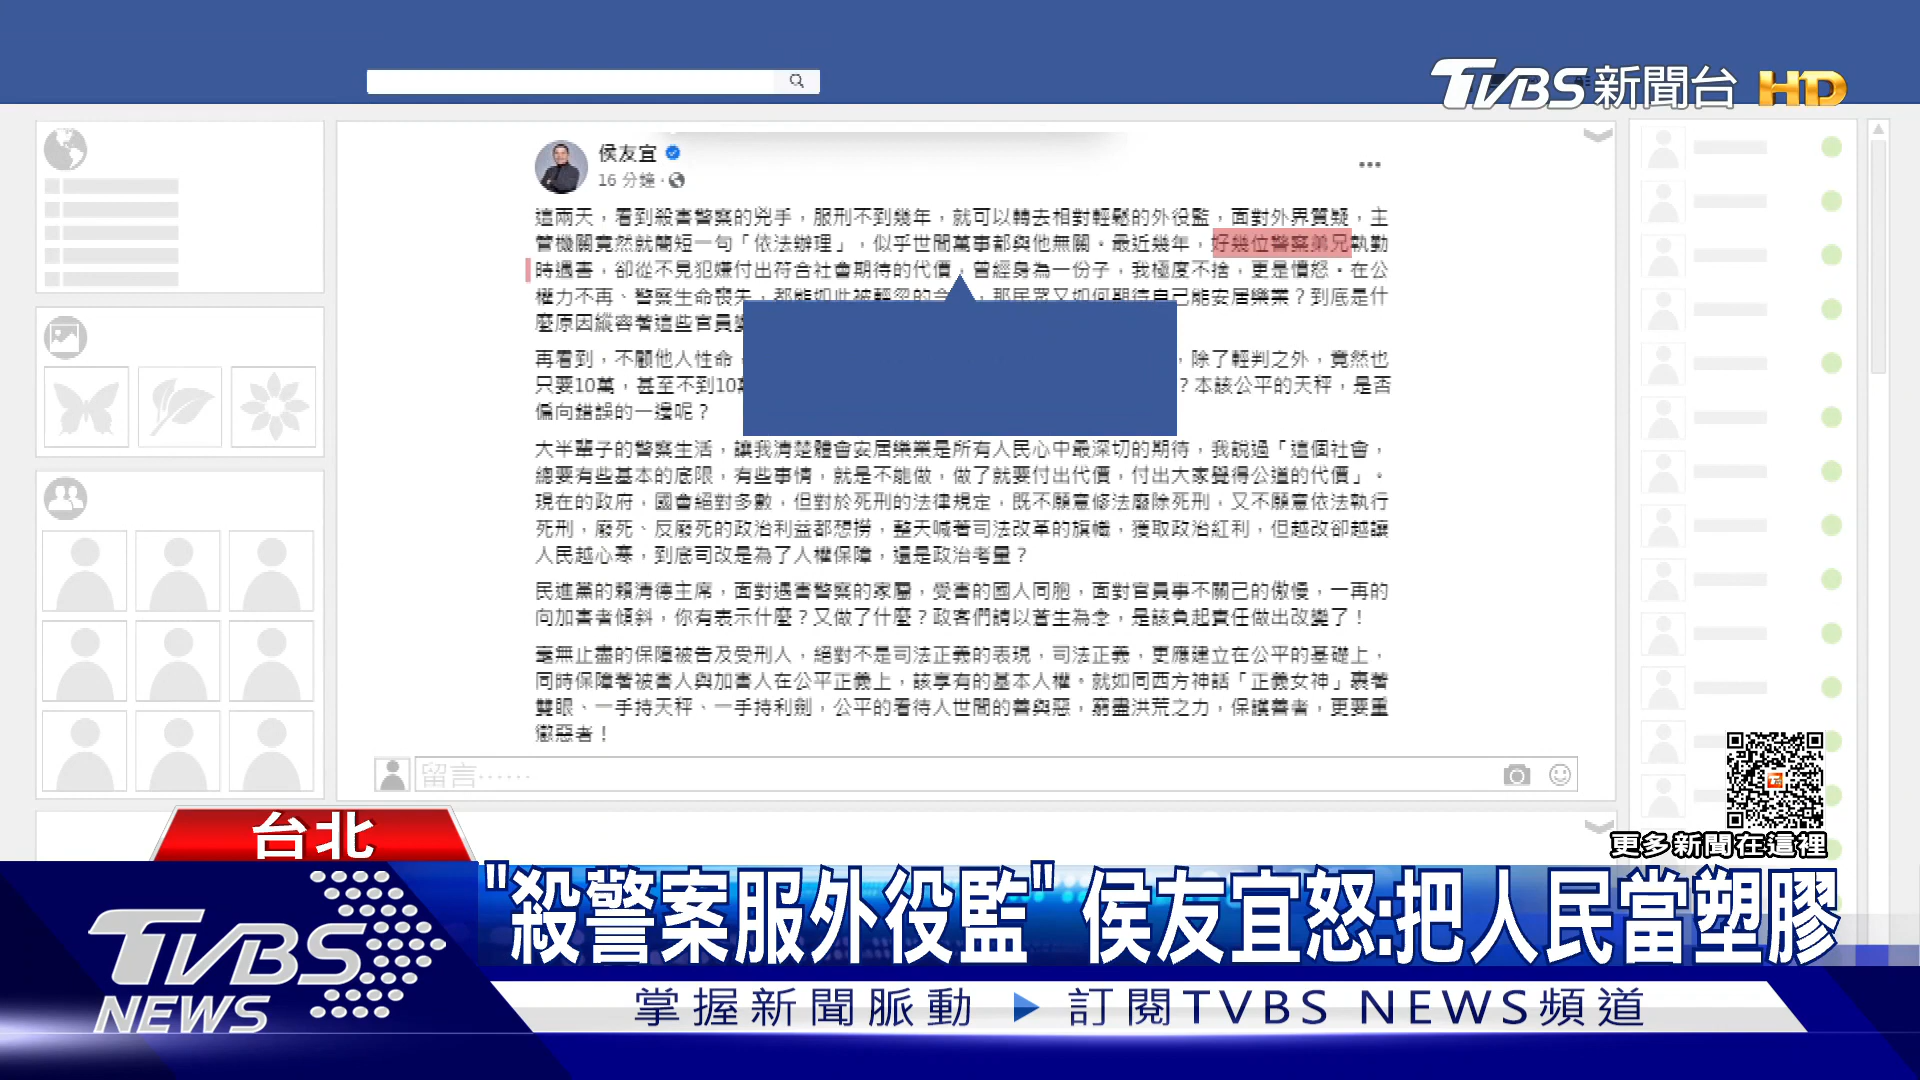 TVBS新聞台 HD
侯友宜
16 分鐘
這兩天，看到殺害警察的兇手，服刑不到幾年，就可以轉去相對輕鬆的外役監，面對外界質疑，主
管機關竟然就簡短一句「依法辦理」，似乎世間萬事都與他無關。最近幾年，好幾位警察弟兄執勤
時遇害，卻從不見犯嫌付出符合社會期待的代價，曾經身為一份子，我極度不捨，更是憤怒。在公
權力不再、警察生命喪失，都能如此被輕忽的今，那民眾又如何期待自己能安居樂業？到底是什
麼原因縱容著這些官員
再看到，不顧他人性命，除了輕判之外，竟然也
只要10萬，甚至不到10萬？本該公平的天秤，是否
偏向錯誤的一邊呢？
大半輩子的警察生活，讓我清楚體會安居樂業是所有人民心中最深切的期待，我說過「這個社會，
總要有些基本的底限，有些事情，就是不能做，做了就要付出代價，付出大家覺得公道的代價」。
現在的政府，國會絕對多數，但對於死刑的法律規定，既不願意修法廢除死刑，又不願意依法執行
死刑，廢死、反廢死的政治利益都想撈，整天喊著司法改革的旗幟，獲取政治紅利，但越改卻越讓
人民越心寒，到底司改是為了人權保障，還是政治考量？
民進黨的賴清德主席，面對遇害警察的家屬，受害的國人同胞，面對官員事不關己的傲慢，一再的
向加害者傾斜，你有表示什麼？又做了什麼？政客們請以蒼生為念，是該負起責任做出改變了！
毫無止盡的保障被告及受刑人，絕對不是司法正義的表現，司法正義，更應建立在公平的基礎上，
同時保障著被害人與加害人在公平正義上，該享有的基本人權。就如同西方神話「正義女神」裹著
雙眼、一手持天秤、一手持利劍，公平的看待人世間的善與惡，窮盡洪荒之力，保護善者，更要重
懲惡者！
留言……
更多新聞在這裡
台北
"殺警案服外役監" 侯友宜怒:把人民當塑膠
TVBS NEWS
掌握新聞脈動 ▶ 訂閱TVBS NEWS頻道